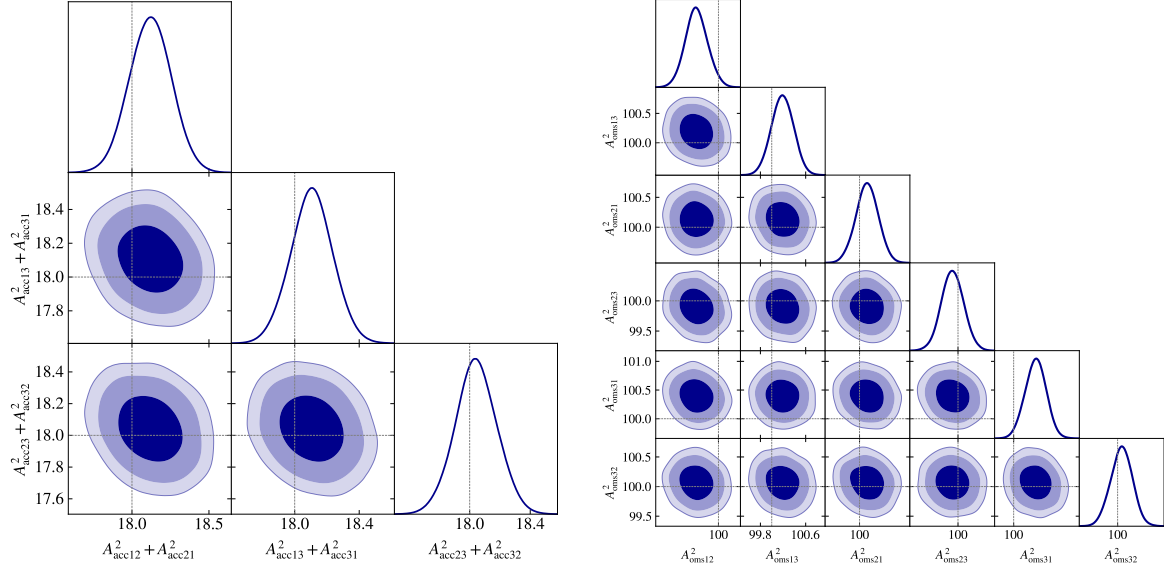 18.4
18.2
18.0
17.8
A²acc13 + A²acc31
18.4
18.2
18.0
17.8
17.6
A²acc23 + A²acc32
18.0 18.5
18.0 18.4
18.0 18.4
A²acc12 + A²acc21
A²acc13 + A²acc31
A²acc23 + A²acc32
100.5
100.0
A²oms13
100.5
100.0
A²oms21
100.0
99.5
A²oms23
101.0
100.5
100.0
A²oms31
100.5
100.0
99.5
A²oms32
100
99.8 100.6
100
100
100
100
A²oms12
A²oms13
A²oms21
A²oms23
A²oms31
A²oms32